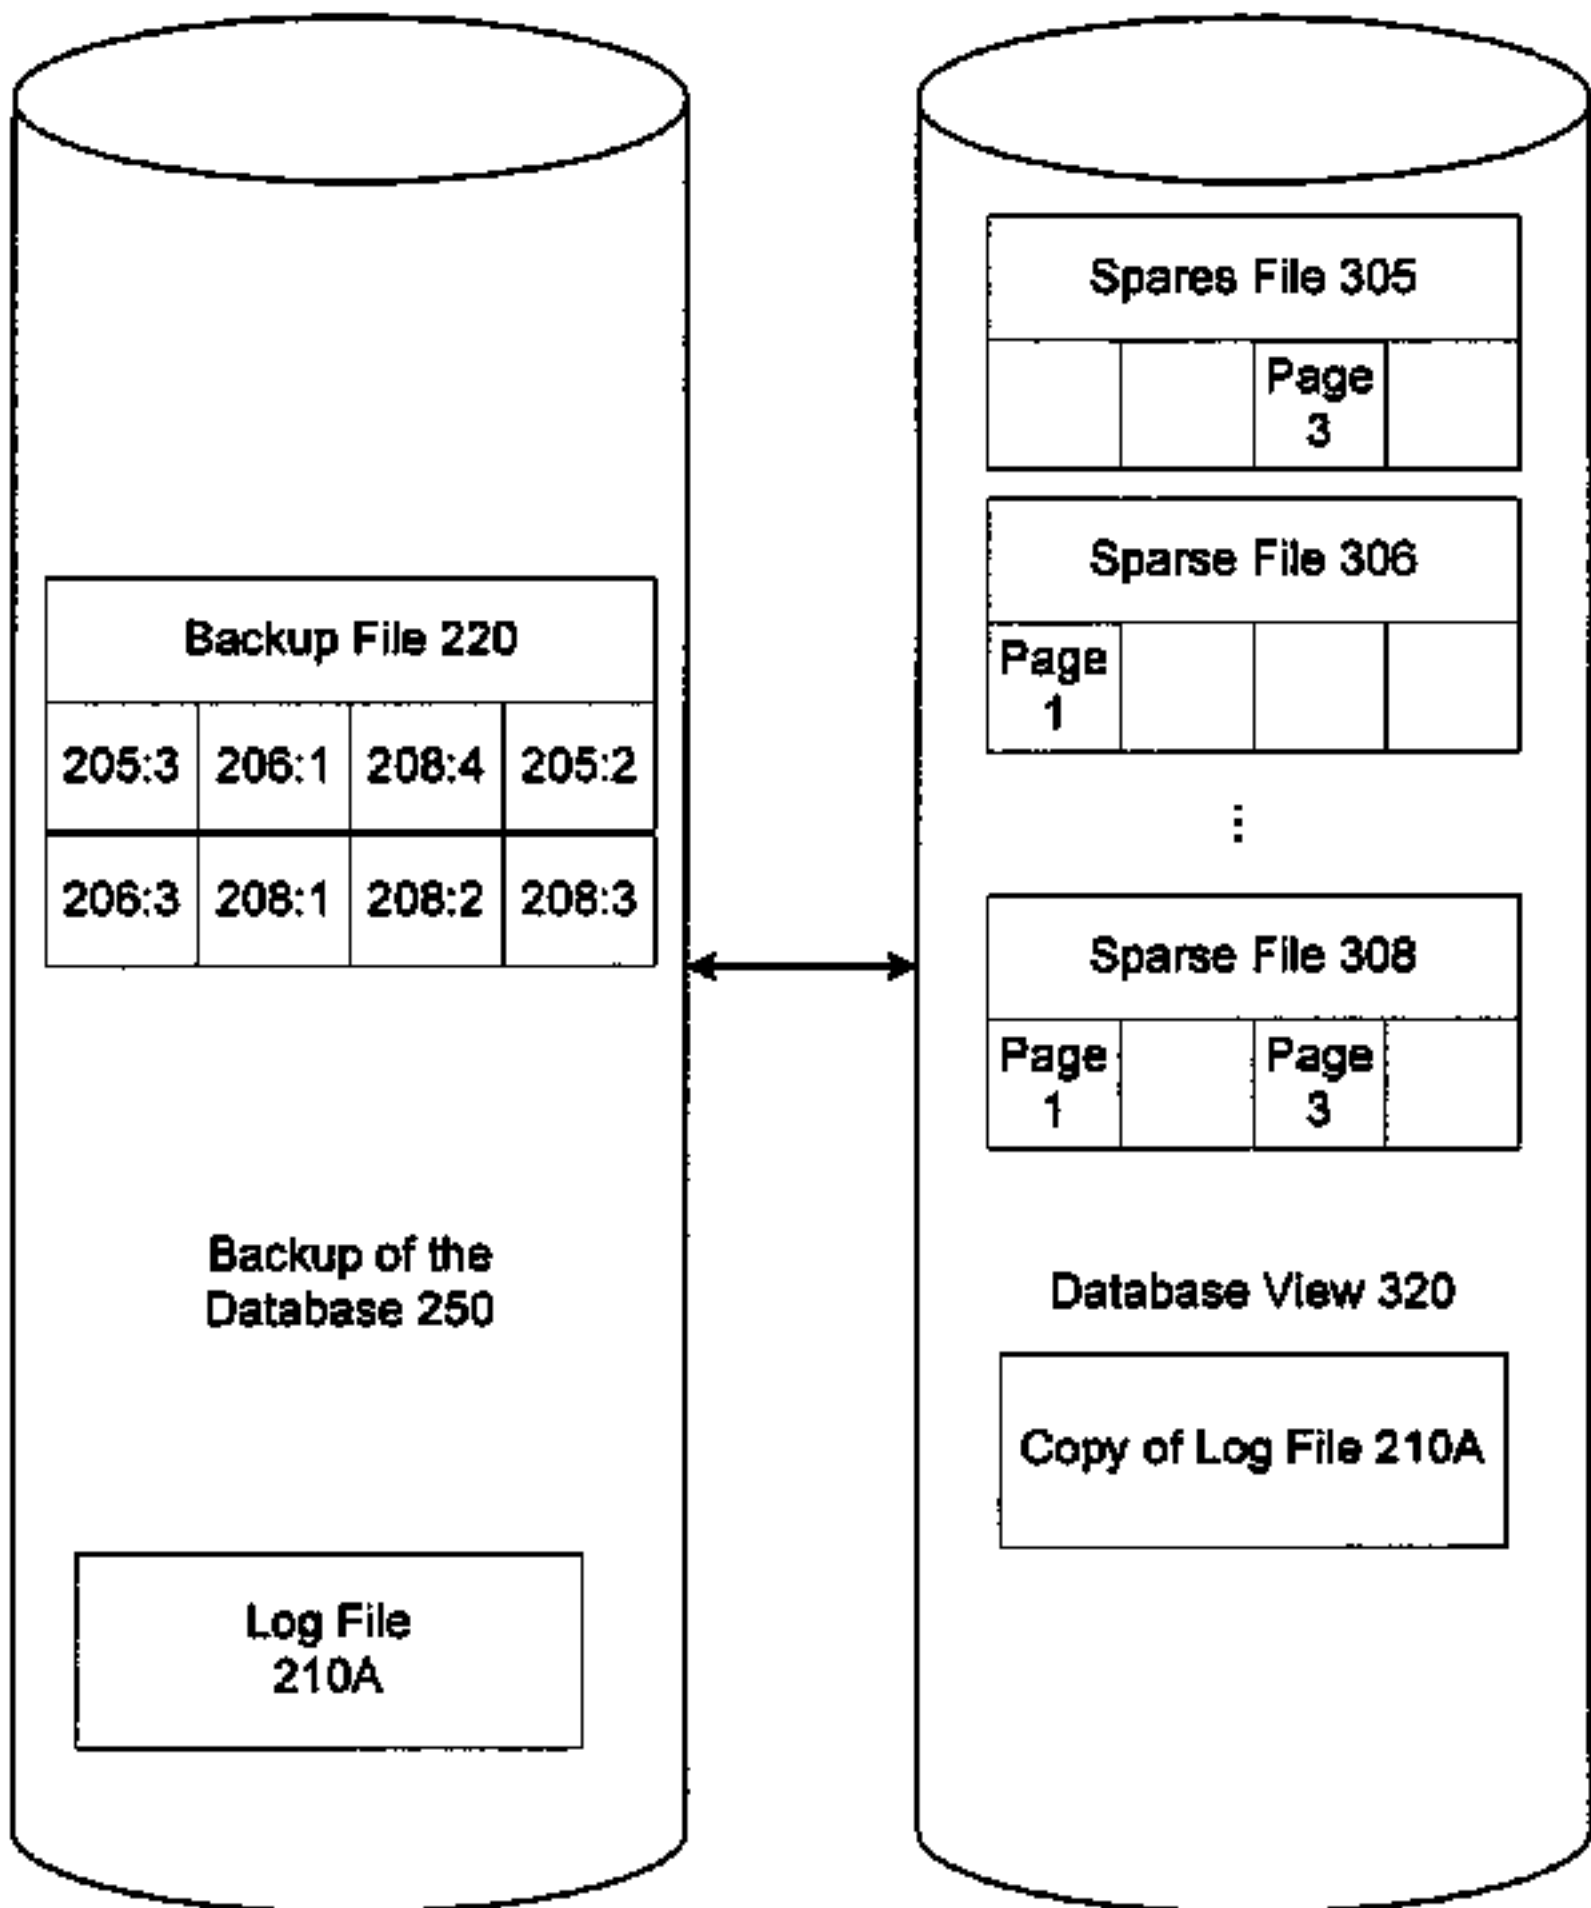 Backup File 220
205:3 206:1 208:4 205:2
206:3 208:1 208:2 208:3
Backup of the
Database 250
Log File
210A
Spares File 305
Page
3
Sparse File 306
Page
1
⋮
Sparse File 308
Page Page
1 3
Database View 320
Copy of Log File 210A